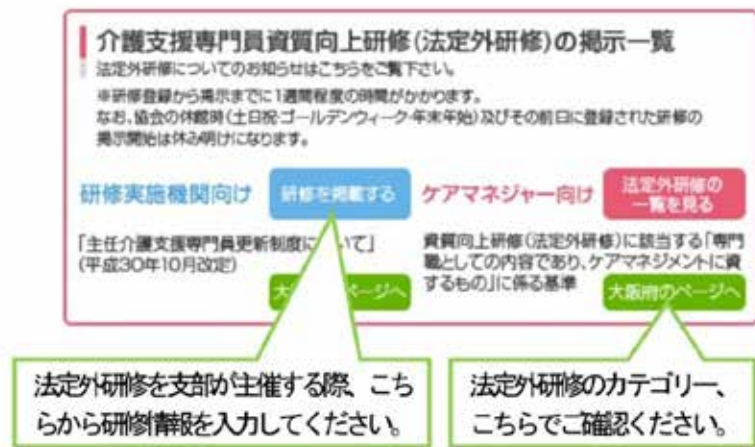 介護支援専門員資質向上研修(法定外研修)の掲示一覧
法定外研修についてのお知らせはこちらをご覧下さい。
※研修登録から掲示までに1週間程度の時間がかかります。
なお、協会の休館時(土日祝・ゴールデンウィーク・年末年始)及びその前日に登録された研修の
掲示開始は休み明けになります。
研修実施機関向け
研修を掲載する
「主任介護支援専門員更新制度に いて」
(平成30年10月改定)
大 ページへ
ケアマネジャー向け
法定外研修の
一覧を見る
資質向上研修(法定外研修)に該当する「専門
職としての内容であり、ケアマネジメントに資
するもの」に係る基準
大阪府のページへ
法定外研修を支部が主催する際、こち
らから研修情報を入力してください。
法定外研修のカテゴリー、
こちらでご確認ください。